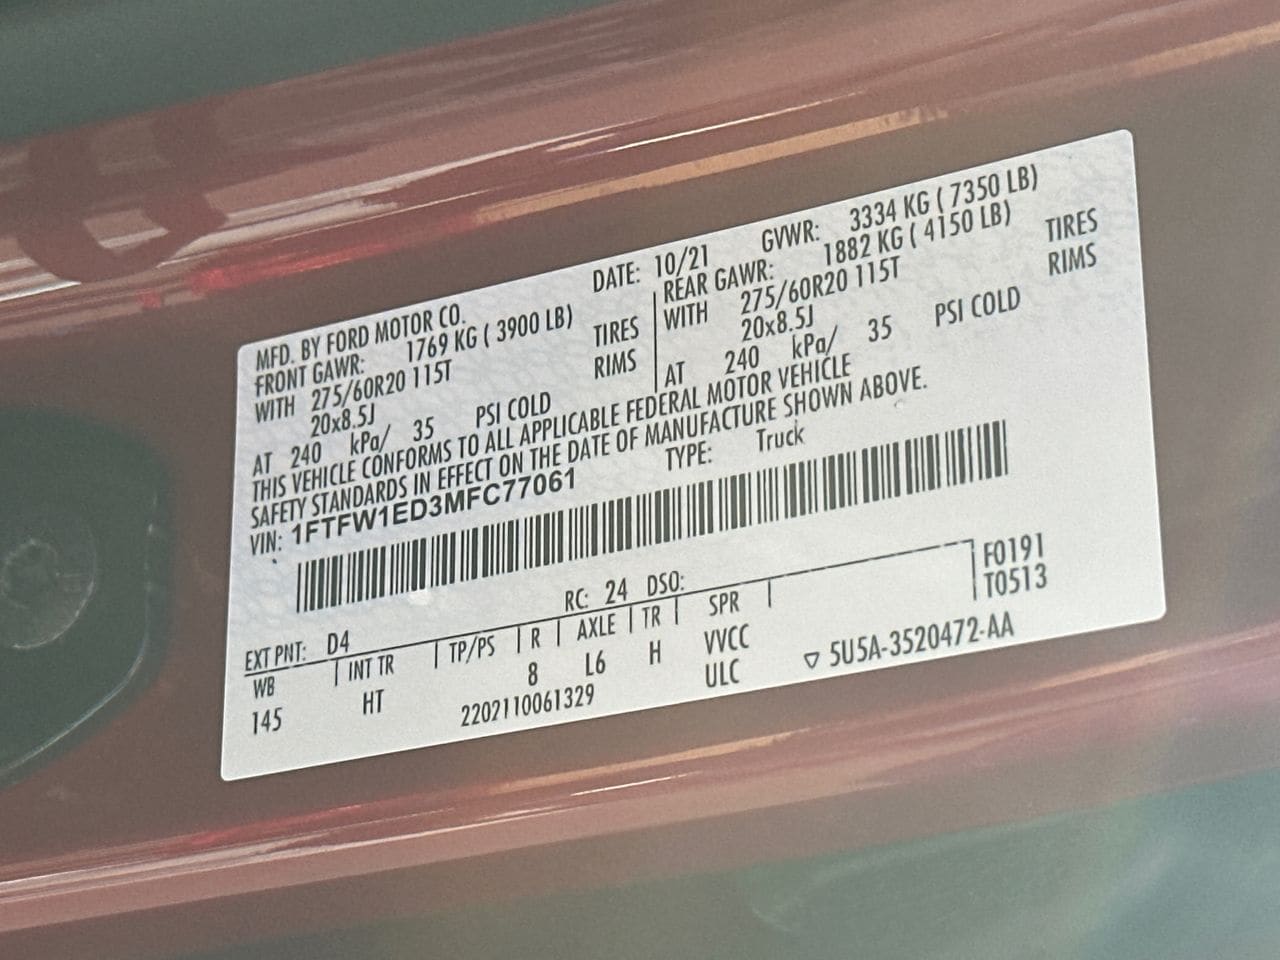 MFD. BY FORD MOTOR CO.
DATE: 10/21 GVWR: 3334 KG ( 7350 LB)
FRONT GAWR: 1769 KG ( 3900 LB)
WITH 275/60R20 115T TIRES
20x8.5J RIMS
AT 240 kPa/ 35 PSI COLD
REAR GAWR: 1882 KG ( 4150 LB)
WITH 275/60R20 115T TIRES
20x8.5J RIMS
AT 240 kPa/ 35 PSI COLD
THIS VEHICLE CONFORMS TO ALL APPLICABLE FEDERAL MOTOR VEHICLE
SAFETY STANDARDS IN EFFECT ON THE DATE OF MANUFACTURE SHOWN ABOVE.
VIN: 1FTFW1ED3MFC77061 TYPE: Truck
F0191
T0513
EXT PNT: D4 RC: 24 DSO:
WB INT TR TP/PS R AXLE TR SPR
145 HT 8 L6 H VVCC
2202110061329 ULC ▽ 5U5A-3520472-AA